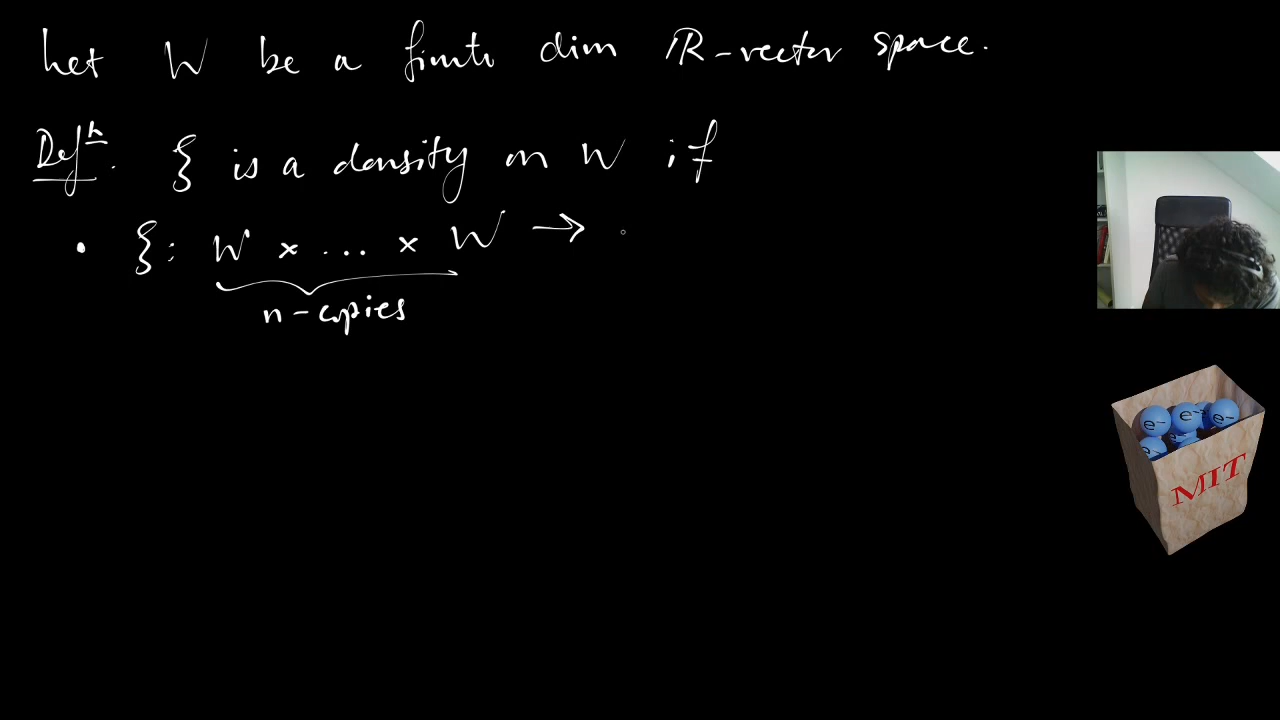 Let W be a finite dim ℝ-vector space.
Defn. ξ is a density on W if
• ξ: W × ... × W →
n-copies
e- e- e-
e-
MIT